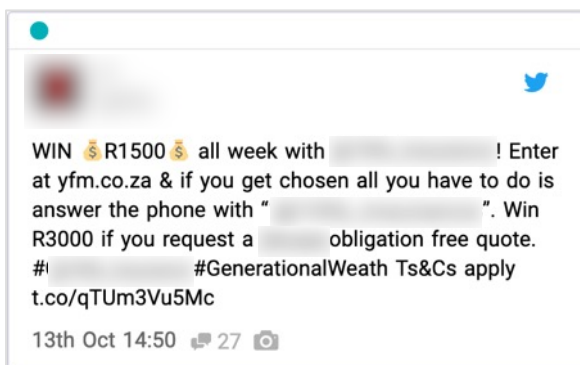 WIN 💰R1500💰 all week with ! Enter
at yfm.co.za & if you get chosen all you have to do is
answer the phone with “ ”. Win
R3000 if you request a obligation free quote.
# #GenerationalWeath Ts&Cs apply
t.co/qTUm3Vu5Mc
13th Oct 14:50 27